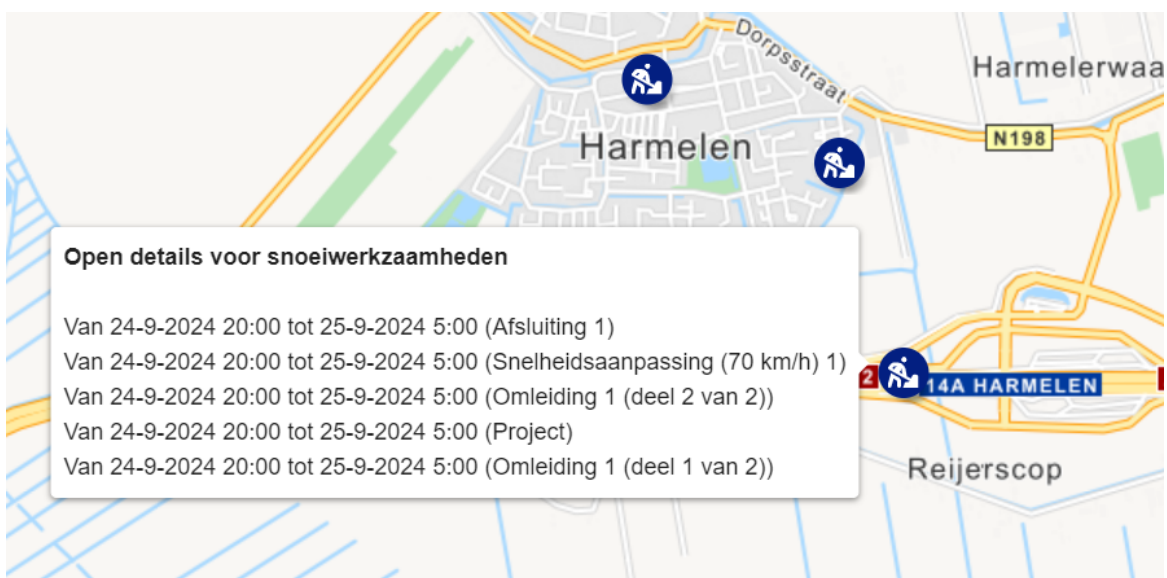 Dorpsstraat
Harmelerwaa
N198
Harmelen
Open details voor snoeiwerkzaamheden
Van 24-9-2024 20:00 tot 25-9-2024 5:00 (Afsluiting 1)
Van 24-9-2024 20:00 tot 25-9-2024 5:00 (Snelheidsaanpassing (70 km/h) 1)
Van 24-9-2024 20:00 tot 25-9-2024 5:00 (Omleiding 1 (deel 2 van 2))
Van 24-9-2024 20:00 tot 25-9-2024 5:00 (Project)
Van 24-9-2024 20:00 tot 25-9-2024 5:00 (Omleiding 1 (deel 1 van 2))
2
14A HARMELEN
Reijerscop